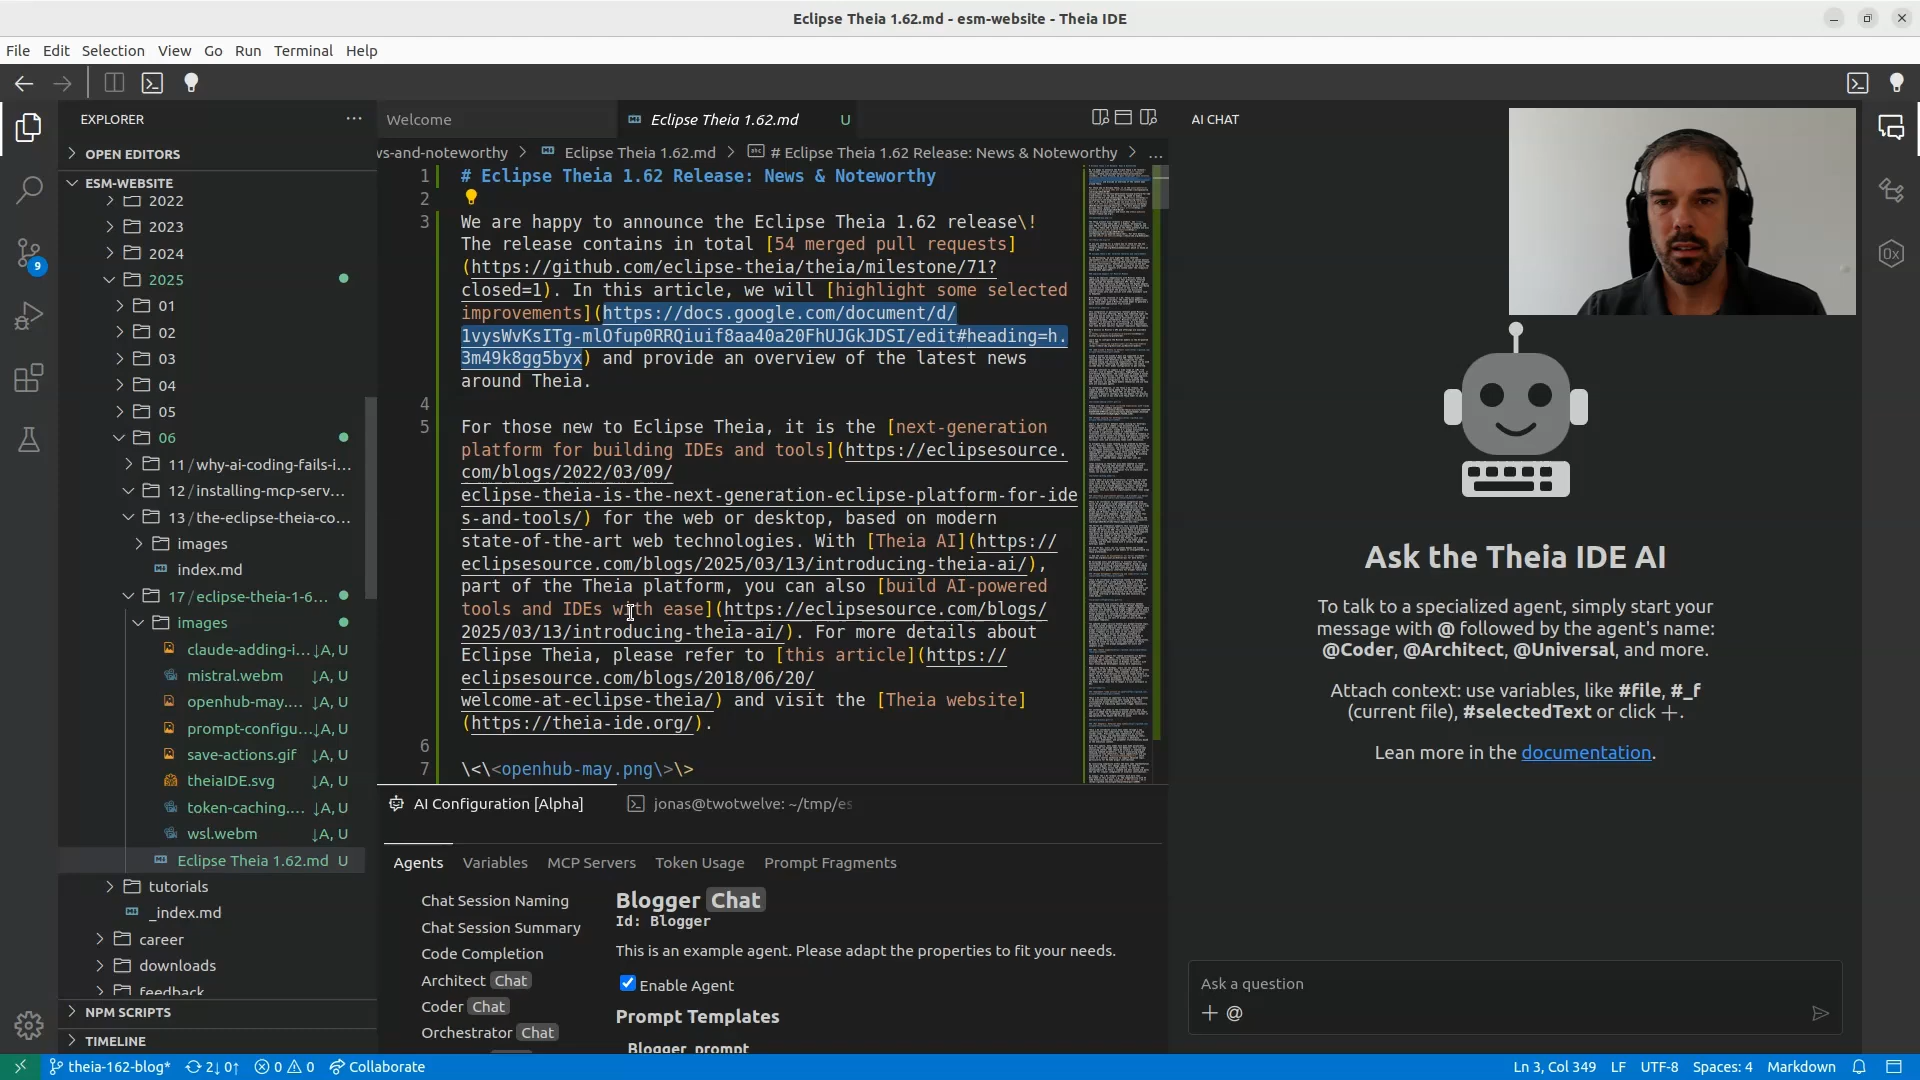 Eclipse Theia 1.62.md - esm-website - Theia IDE
File Edit Selection View Go Run Terminal Help
EXPLORER
OPEN EDITORS
ESM-WEBSITE
2022
2023
2024
2025
01
02
03
04
05
06
11/why-ai-coding-fails-i...
12/installing-mcp-serv...
13/the-eclipse-theia-co...
images
index.md
17/eclipse-theia-1-6...
images
claude-adding-i... ↓A, U
mistral.webm ↓A, U
openhub-may.... ↓A, U
prompt-configu... ↓A, U
save-actions.gif ↓A, U
theiaIDE.svg ↓A, U
token-caching.... ↓A, U
wsl.webm ↓A, U
Eclipse Theia 1.62.md U
tutorials
_index.md
career
downloads
feedback
NPM SCRIPTS
TIMELINE
9
Welcome
Eclipse Theia 1.62.md U
ws-and-noteworthy > Eclipse Theia 1.62.md > # Eclipse Theia 1.62 Release: News & Noteworthy > ...
1 # Eclipse Theia 1.62 Release: News & Noteworthy
2
3 We are happy to announce the Eclipse Theia 1.62 release\!
The release contains in total [54 merged pull requests]
(https://github.com/eclipse-theia/theia/milestone/71?
closed=1). In this article, we will [highlight some selected
improvements](https://docs.google.com/document/d/
1vysWvKsITg-mlOfup0RRQiuif8aa40a20FhUJGkJDSI/edit#heading=h.
3m49k8gg5byx) and provide an overview of the latest news
around Theia.
4
5 For those new to Eclipse Theia, it is the [next-generation
platform for building IDEs and tools](https://eclipsesource.
com/blogs/2022/03/09/
eclipse-theia-is-the-next-generation-eclipse-platform-for-ide
s-and-tools/) for the web or desktop, based on modern
state-of-the-art web technologies. With [Theia AI](https://
eclipsesource.com/blogs/2025/03/13/introducing-theia-ai/),
part of the Theia platform, you can also [build AI-powered
tools and IDEs with ease](https://eclipsesource.com/blogs/
2025/03/13/introducing-theia-ai/). For more details about
Eclipse Theia, please refer to [this article](https://
eclipsesource.com/blogs/2018/06/20/
welcome-at-eclipse-theia/) and visit the [Theia website]
(https://theia-ide.org/).
6
7 \<\<openhub-may.png\>\>
AI Configuration [Alpha]
jonas@twotwelve: ~/tmp/es
Agents Variables MCP Servers Token Usage Prompt Fragments
Chat Session Naming
Chat Session Summary
Code Completion
Architect Chat
Coder Chat
Orchestrator Chat
Blogger Chat
Id: Blogger
This is an example agent. Please adapt the properties to fit your needs.
Enable Agent
Prompt Templates
Blogger prompt
AI CHAT
Ask the Theia IDE AI
To talk to a specialized agent, simply start your
message with @ followed by the agent's name:
@Coder, @Architect, @Universal, and more.
Attach context: use variables, like #file, #_f
(current file), #selectedText or click +.
Lean more in the documentation.
Ask a question
+ @
0x
theia-162-blog* 2↓ 0↑ 0 0 Collaborate
Ln 3, Col 349 LF UTF-8 Spaces: 4 Markdown